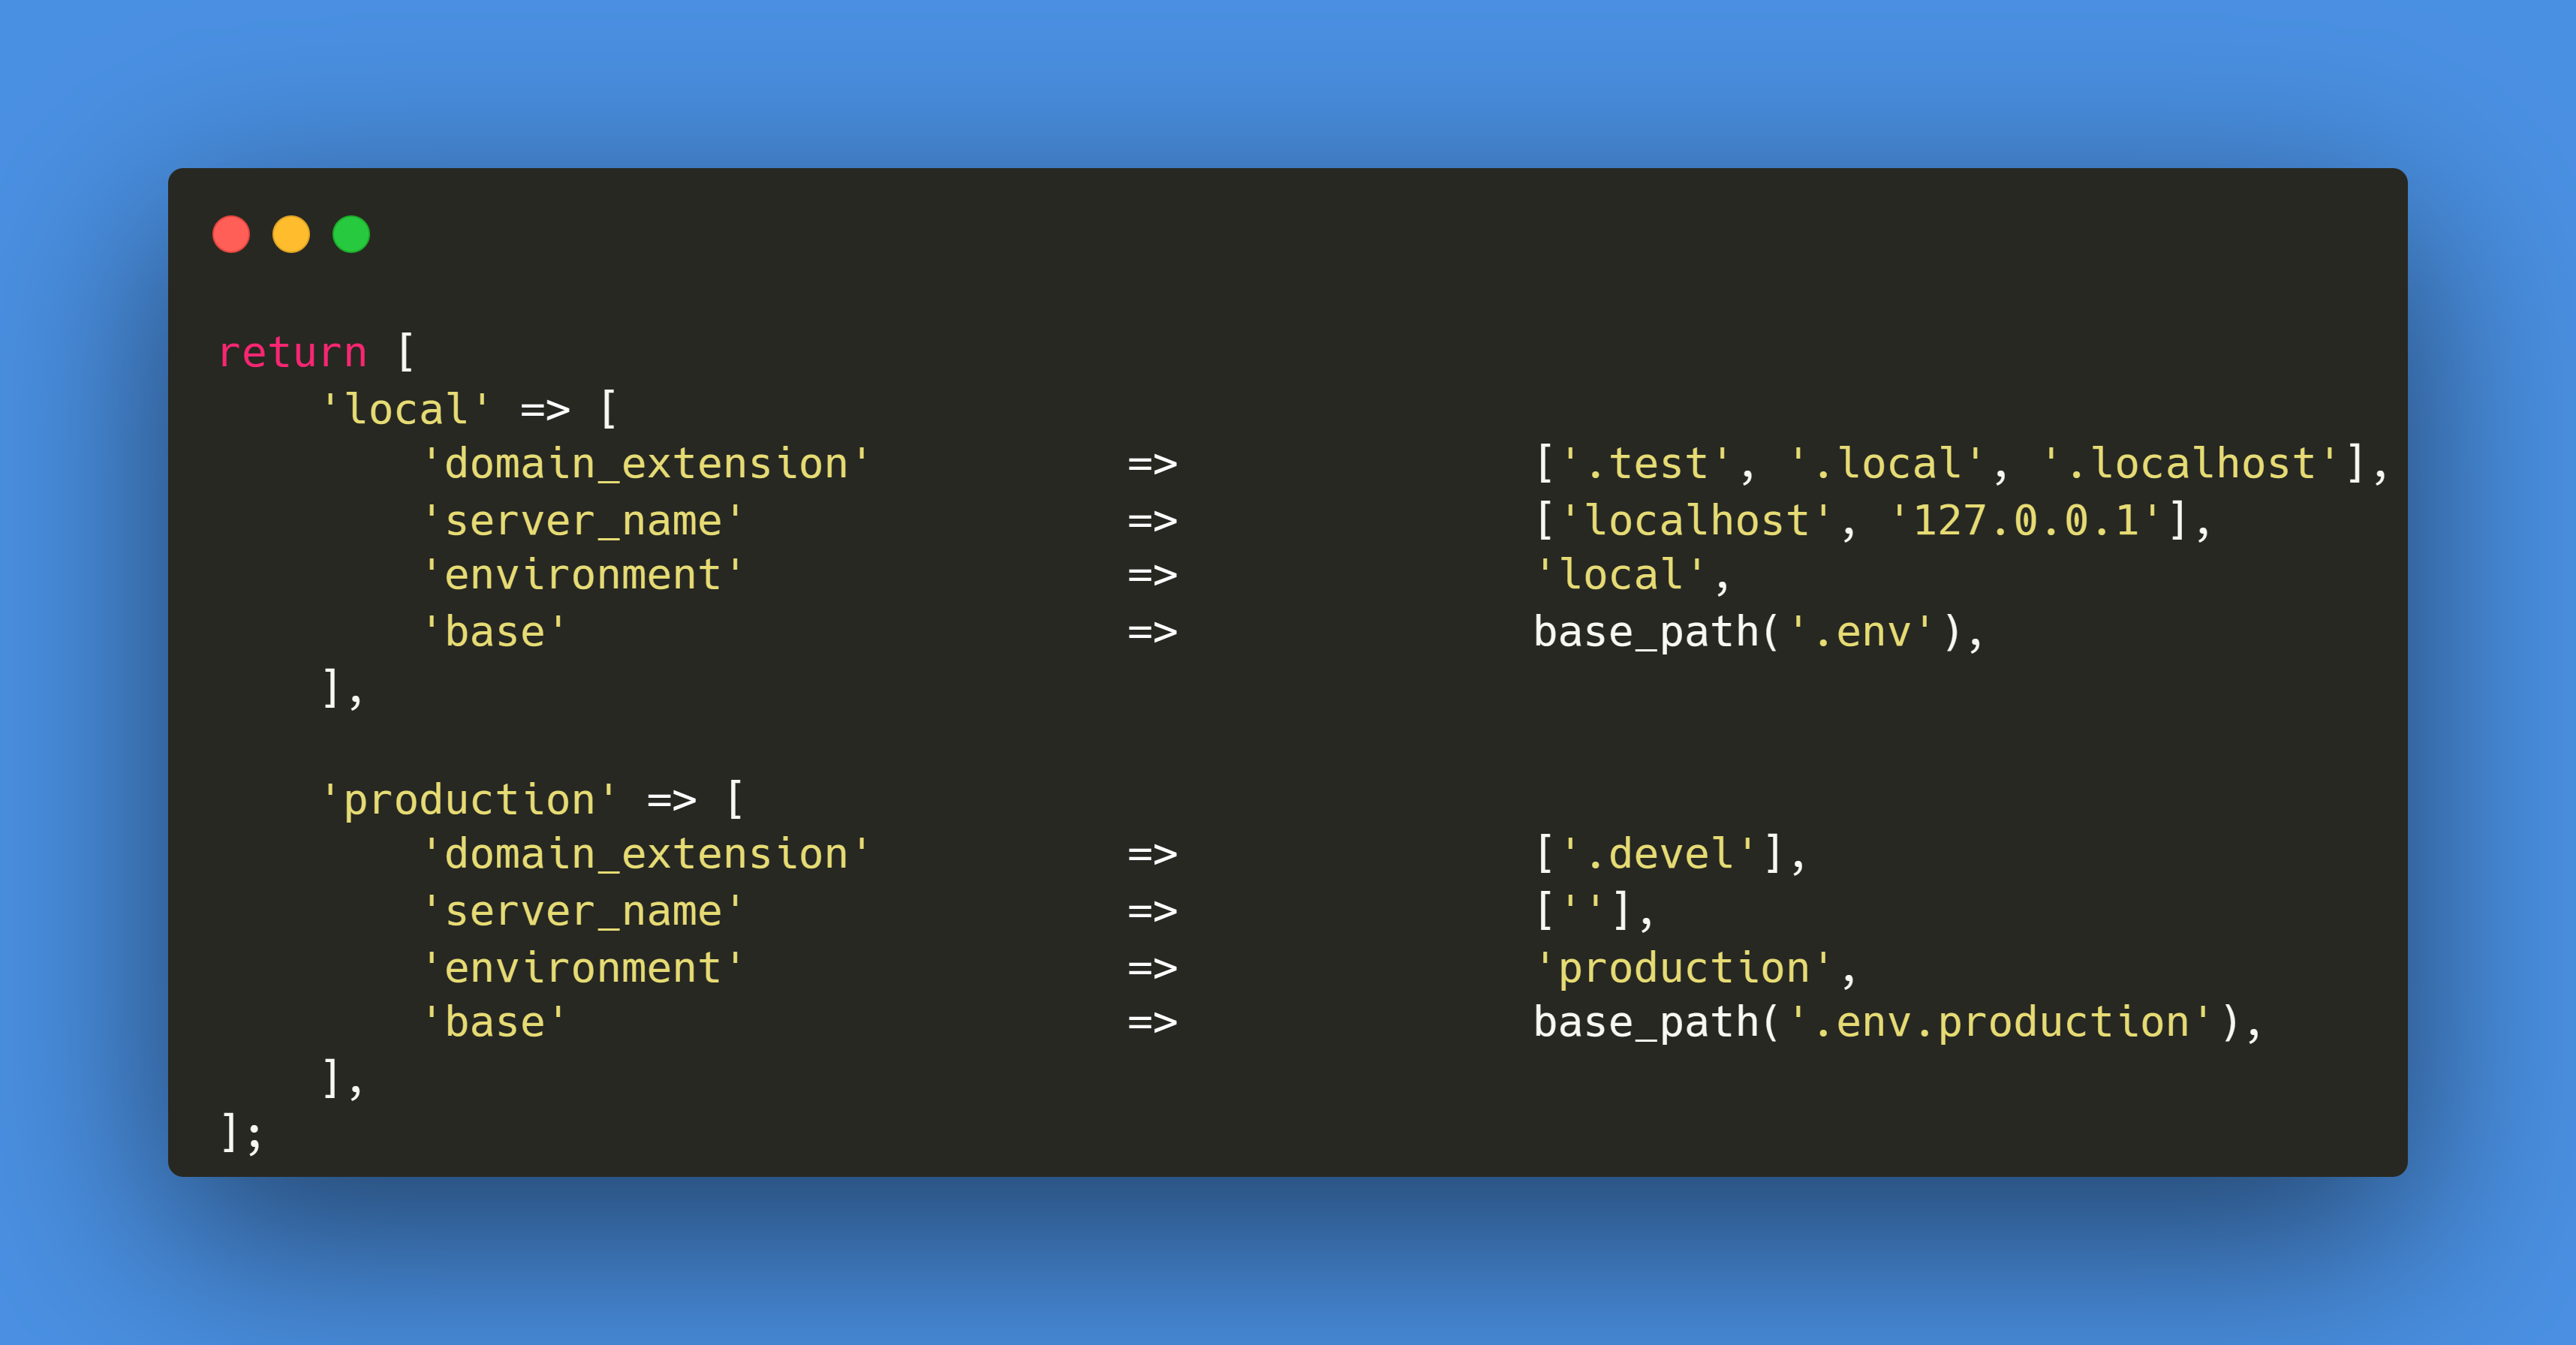 return [
    'local' => [
        'domain_extension'          =>              ['.test', '.local', '.localhost'],
        'server_name'               =>              ['localhost', '127.0.0.1'],
        'environment'               =>              'local',
        'base'                      =>              base_path('.env'),
    ],

    'production' => [
        'domain_extension'          =>              ['.devel'],
        'server_name'               =>              [''],
        'environment'               =>              'production',
        'base'                      =>              base_path('.env.production'),
    ],
];